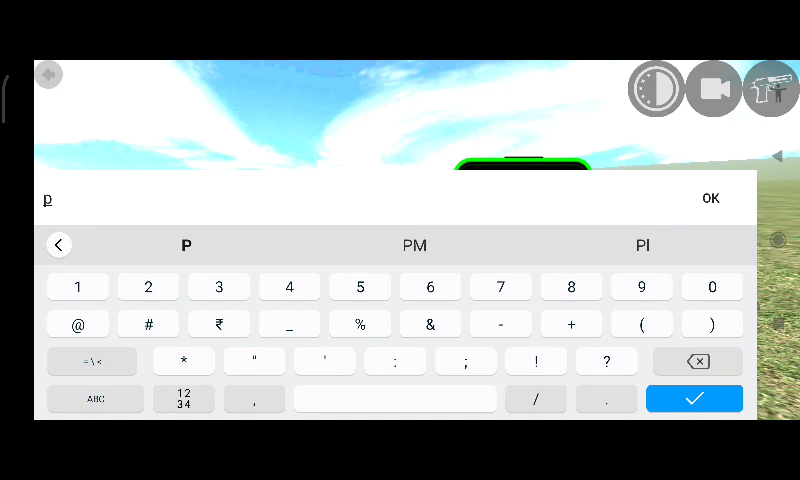 p
OK
P PM Pl
1 2 3 4 5 6 7 8 9 0
@ # ₹ _ % & - + ( )
= \ < * " ' : ; ! ?
ABC 12 34 , / .